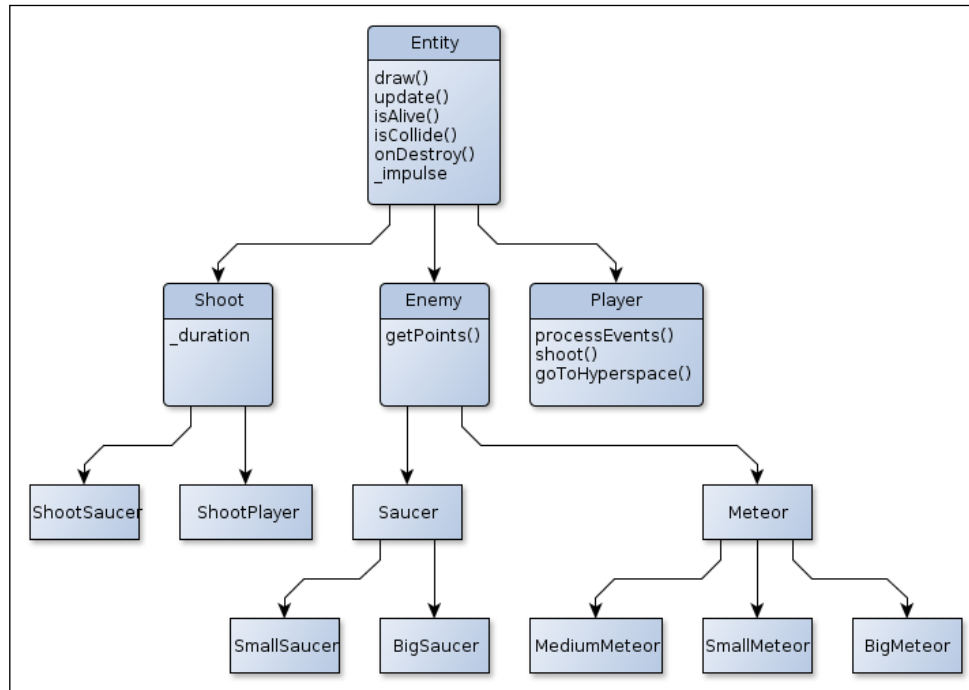 Entity
draw()
update()
isAlive()
isCollide()
onDestroy()
_impulse
Shoot
_duration
Enemy
getPoints()
Player
processEvents()
shoot()
goToHyperspace()
ShootSaucer
ShootPlayer
Saucer
Meteor
SmallSaucer
BigSaucer
MediumMeteor
SmallMeteor
BigMeteor